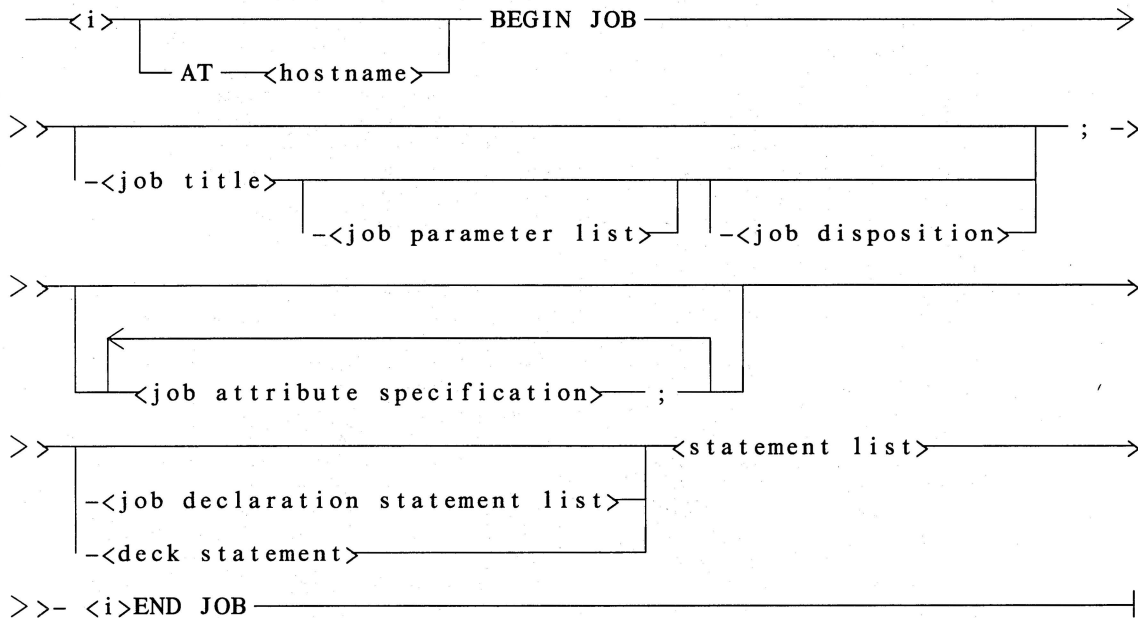 <i> BEGIN JOB
AT <hostname>
;
<job title>
<job parameter list> <job disposition>
<job attribute specification> ;
<statement list>
<job declaration statement list>
<deck statement>
<i>END JOB